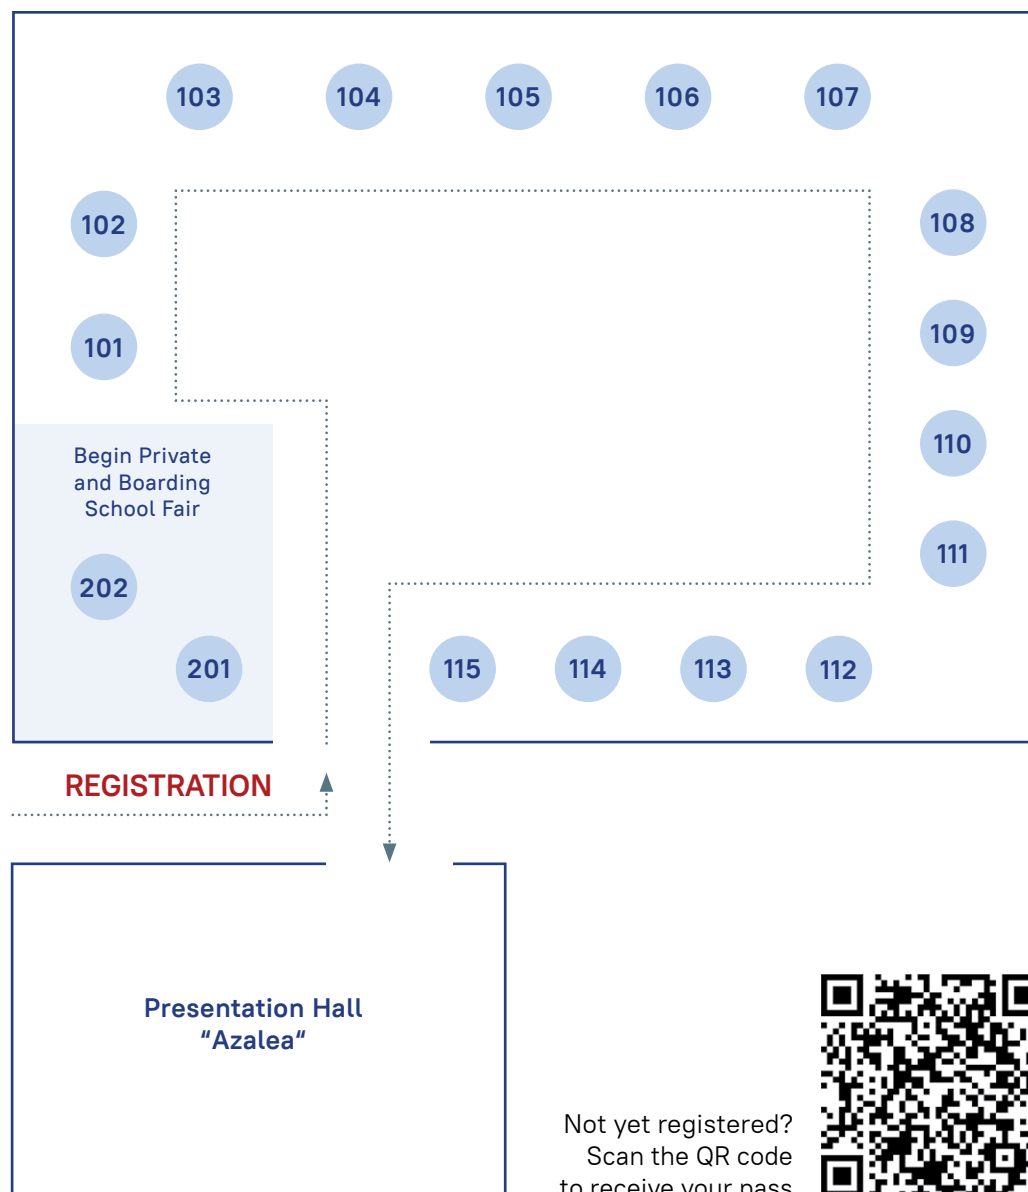 103 104 105 106 107
102
108
101
109
110
111
Begin Private
and Boarding
School Fair
202
201
115 114 113 112
REGISTRATION
Presentation Hall
“Azalea“
Not yet registered?
Scan the QR code
to receive your pass